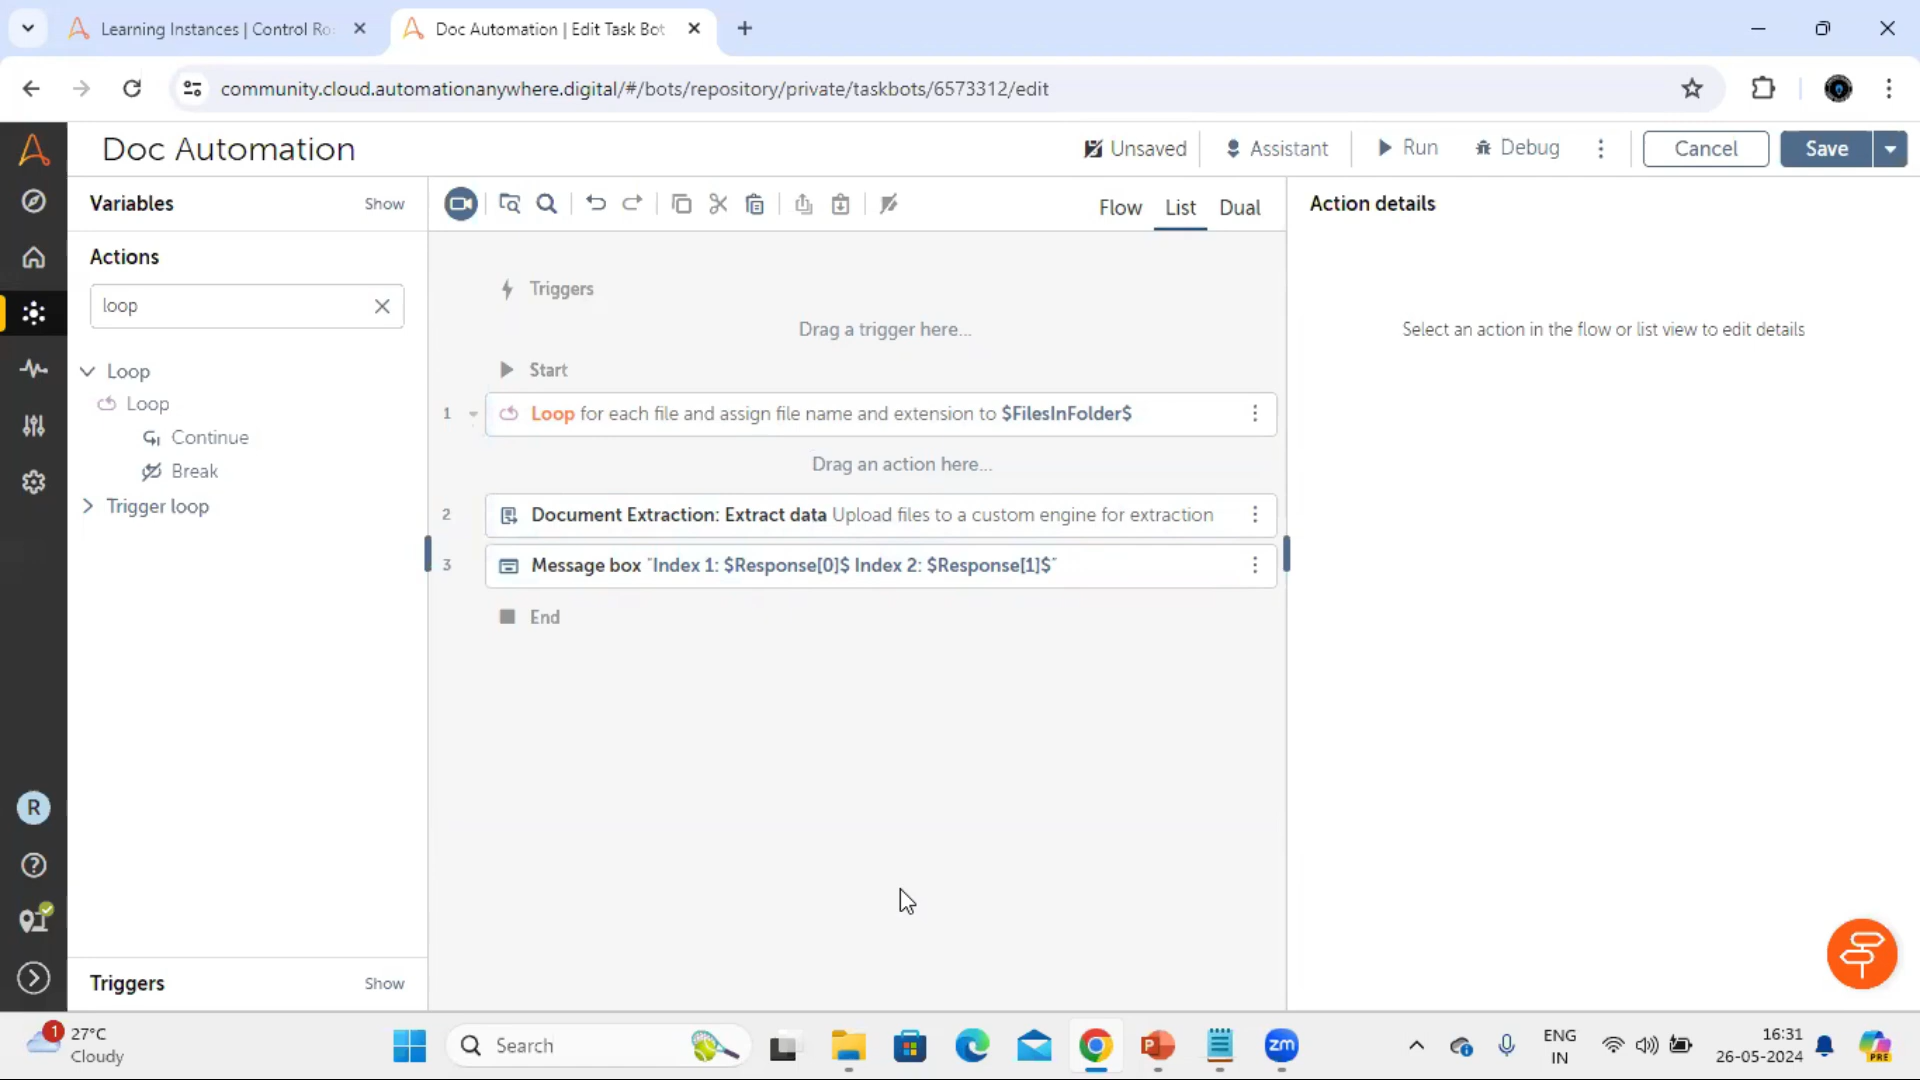 Learning Instances | Control Ro
Doc Automation | Edit Task Bot
community.cloud.automationanywhere.digital/#/bots/repository/private/taskbots/6573312/edit
Doc Automation
Unsaved
Assistant
Run
Debug
Cancel
Save
Variables
Show
Flow
List
Dual
Action details
Actions
loop
Loop
Loop
Continue
Break
Trigger loop
Triggers
Drag a trigger here...
Select an action in the flow or list view to edit details
Start
1 Loop for each file and assign file name and extension to $FilesInFolder$
Drag an action here...
2 Document Extraction: Extract data Upload files to a custom engine for extraction
3 Message box "Index 1: $Response[0]$ Index 2: $Response[1]$"
End
R
Triggers
Show
1
27°C
Cloudy
Search
zm
ENG
IN
16:31
26-05-2024
PRE